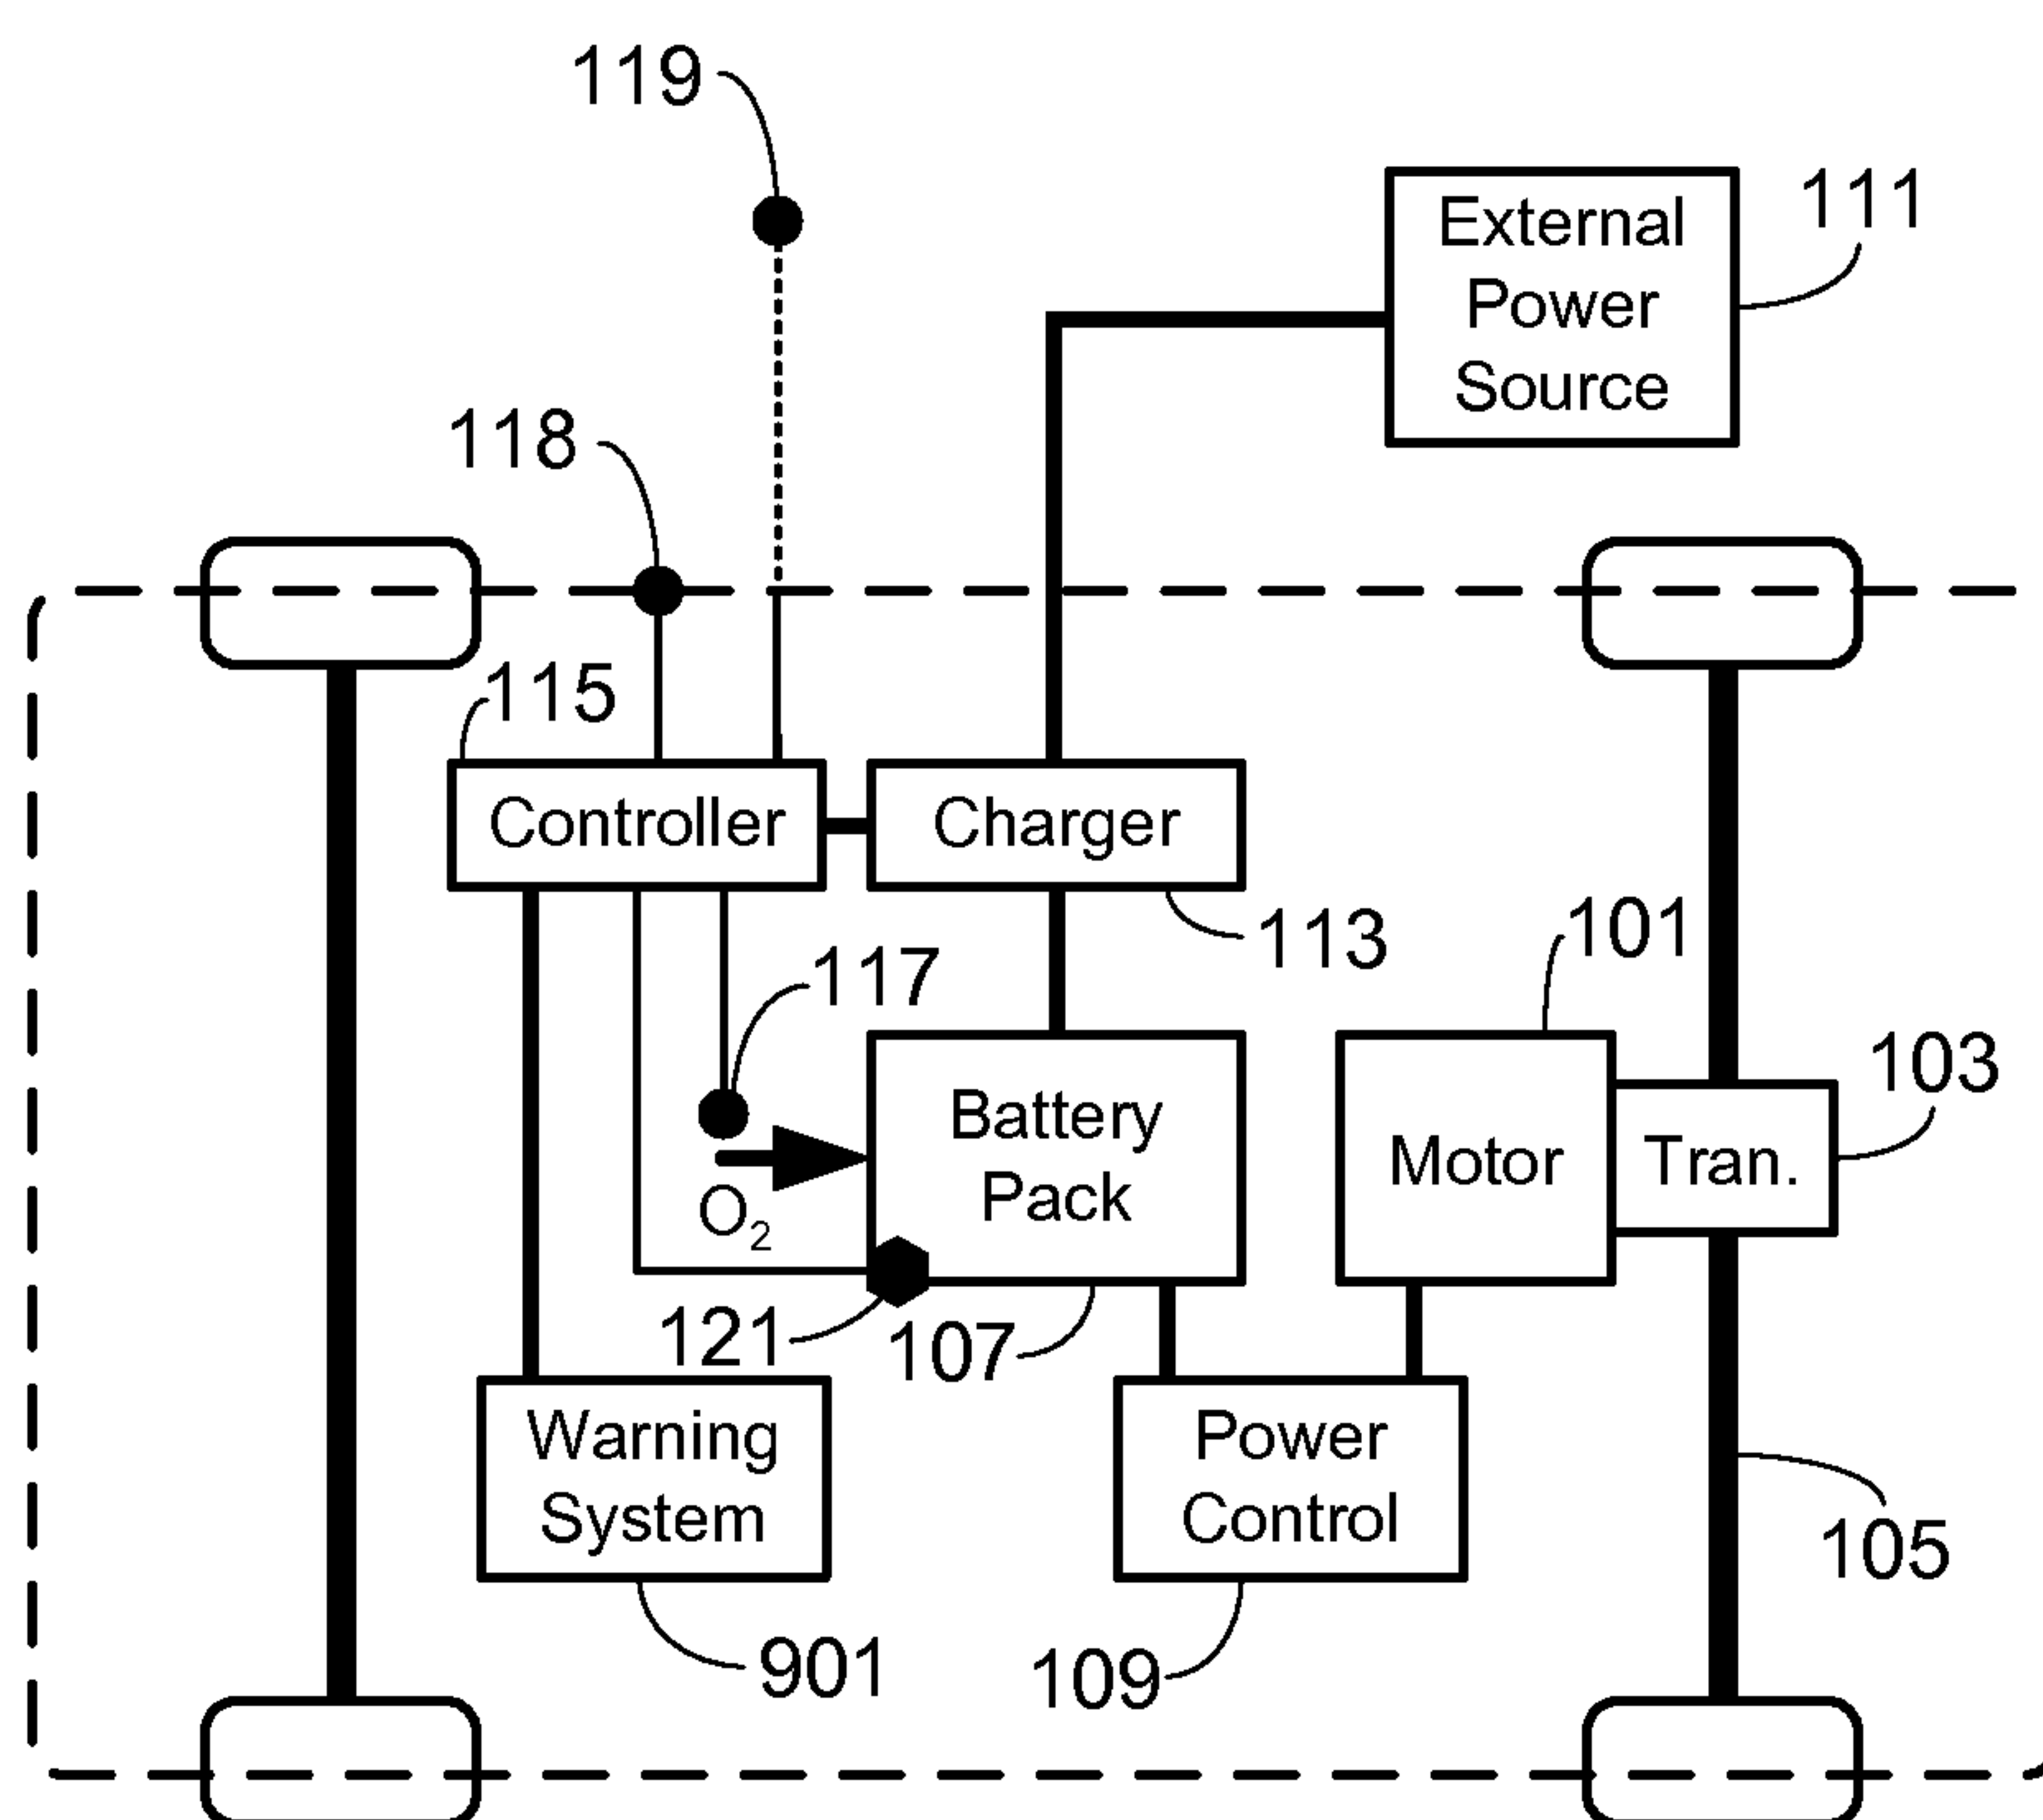 119
External
Power
Source
111
118
115
Controller
Charger
113
101
117
103
Battery
Pack
Motor
Tran.
O₂
121
107
Warning
System
Power
Control
105
901
109